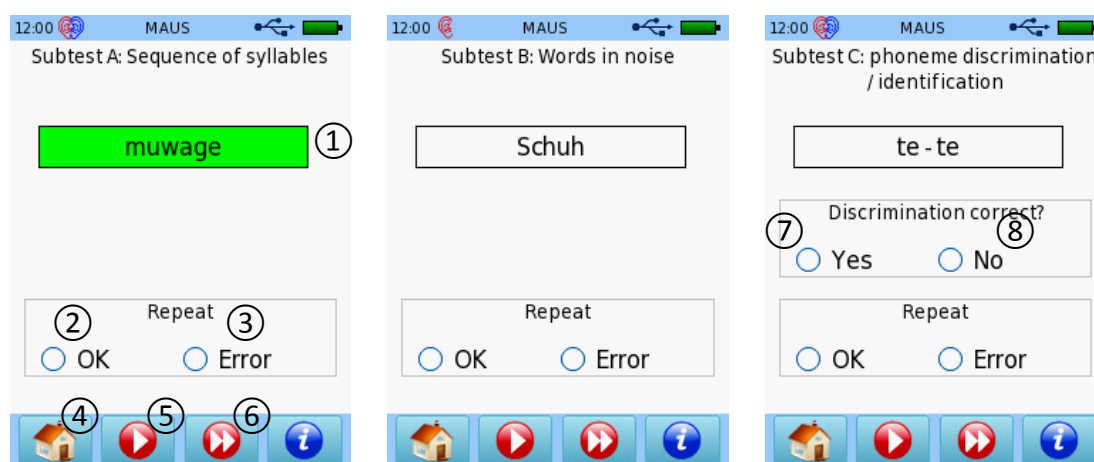 12:00 MAUS
Subtest A: Sequence of syllables
muwage ①
Repeat
② ③
OK Error
④ ⑤ ⑥
12:00 MAUS
Subtest B: Words in noise
Schuh
Repeat
OK Error
12:00 MAUS
Subtest C: phoneme discrimination
/ identification
te - te
Discrimination correct?
⑦ ⑧
Yes No
Repeat
OK Error